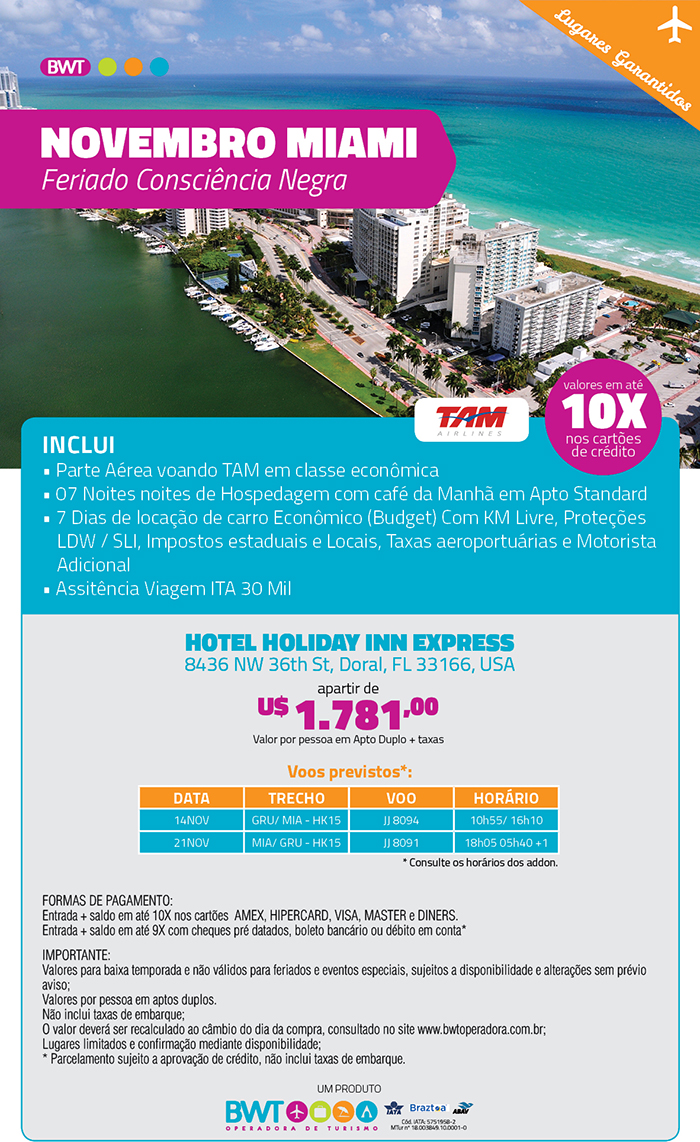 Lugares Garantidos
BWT
NOVEMBRO MIAMI
Feriado Consciência Negra
valores em até
10X
nos cartões
de crédito
TAM
AIRLINES
INCLUI
▪ Parte Aérea voando TAM em classe econômica
▪ 07 Noites noites de Hospedagem com café da Manhã em Apto Standard
▪ 7 Dias de locação de carro Econômico (Budget) Com KM Livre, Proteções
LDW / SLI, Impostos estaduais e Locais, Taxas aeroportuárias e Motorista
Adicional
▪ Assitência Viagem ITA 30 Mil
HOTEL HOLIDAY INN EXPRESS
8436 NW 36th St, Doral, FL 33166, USA
apartir de
U$ 1.781,00
Valor por pessoa em Apto Duplo + taxas
Voos previstos*:
DATA TRECHO VOO HORÁRIO
14NOV GRU/ MIA - HK15 JJ 8094 10h55/ 16h10
21NOV MIA/ GRU - HK15 JJ 8091 18h05 05h40 +1
* Consulte os horários dos addon.
FORMAS DE PAGAMENTO:
Entrada + saldo em até 10X nos cartões AMEX, HIPERCARD, VISA, MASTER e DINERS.
Entrada + saldo em até 9X com cheques pré datados, boleto bancário ou débito em conta*
IMPORTANTE:
Valores para baixa temporada e não válidos para feriados e eventos especiais, sujeitos a disponibilidade e alterações sem prévio
aviso;
Valores por pessoa em aptos duplos.
Não inclui taxas de embarque;
O valor deverá ser recalculado ao câmbio do dia da compra, consultado no site www.bwtoperadora.com.br;
Lugares limitados e confirmação mediante disponibilidade;
* Parcelamento sujeito a aprovação de crédito, não inclui taxas de embarque.
UM PRODUTO
BWT
OPERADORA DE TURISMO
IATA Braztoa ABAV
Cód. IATA: 5751958-2
MTur nº 18.003849.10.0001-0